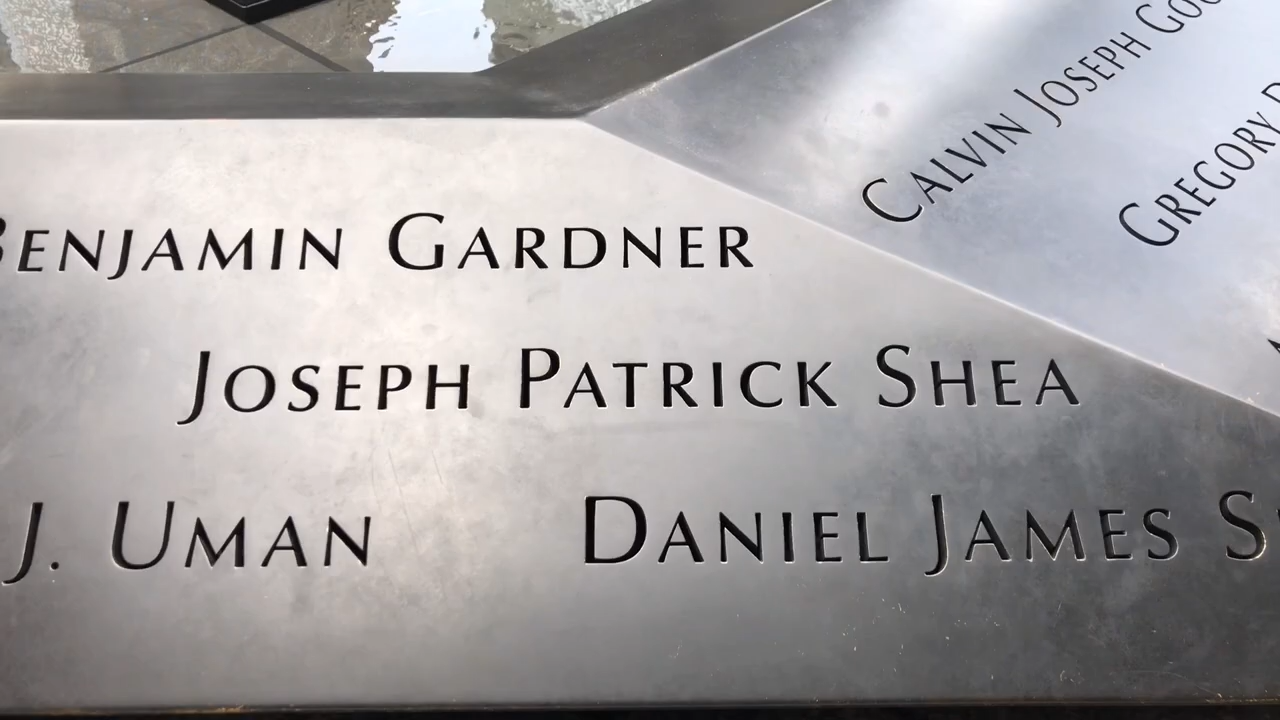 BENJAMIN GARDNER
JOSEPH PATRICK SHEA
J. UMAN DANIEL JAMES
CALVIN JOSEPH
GREGORY